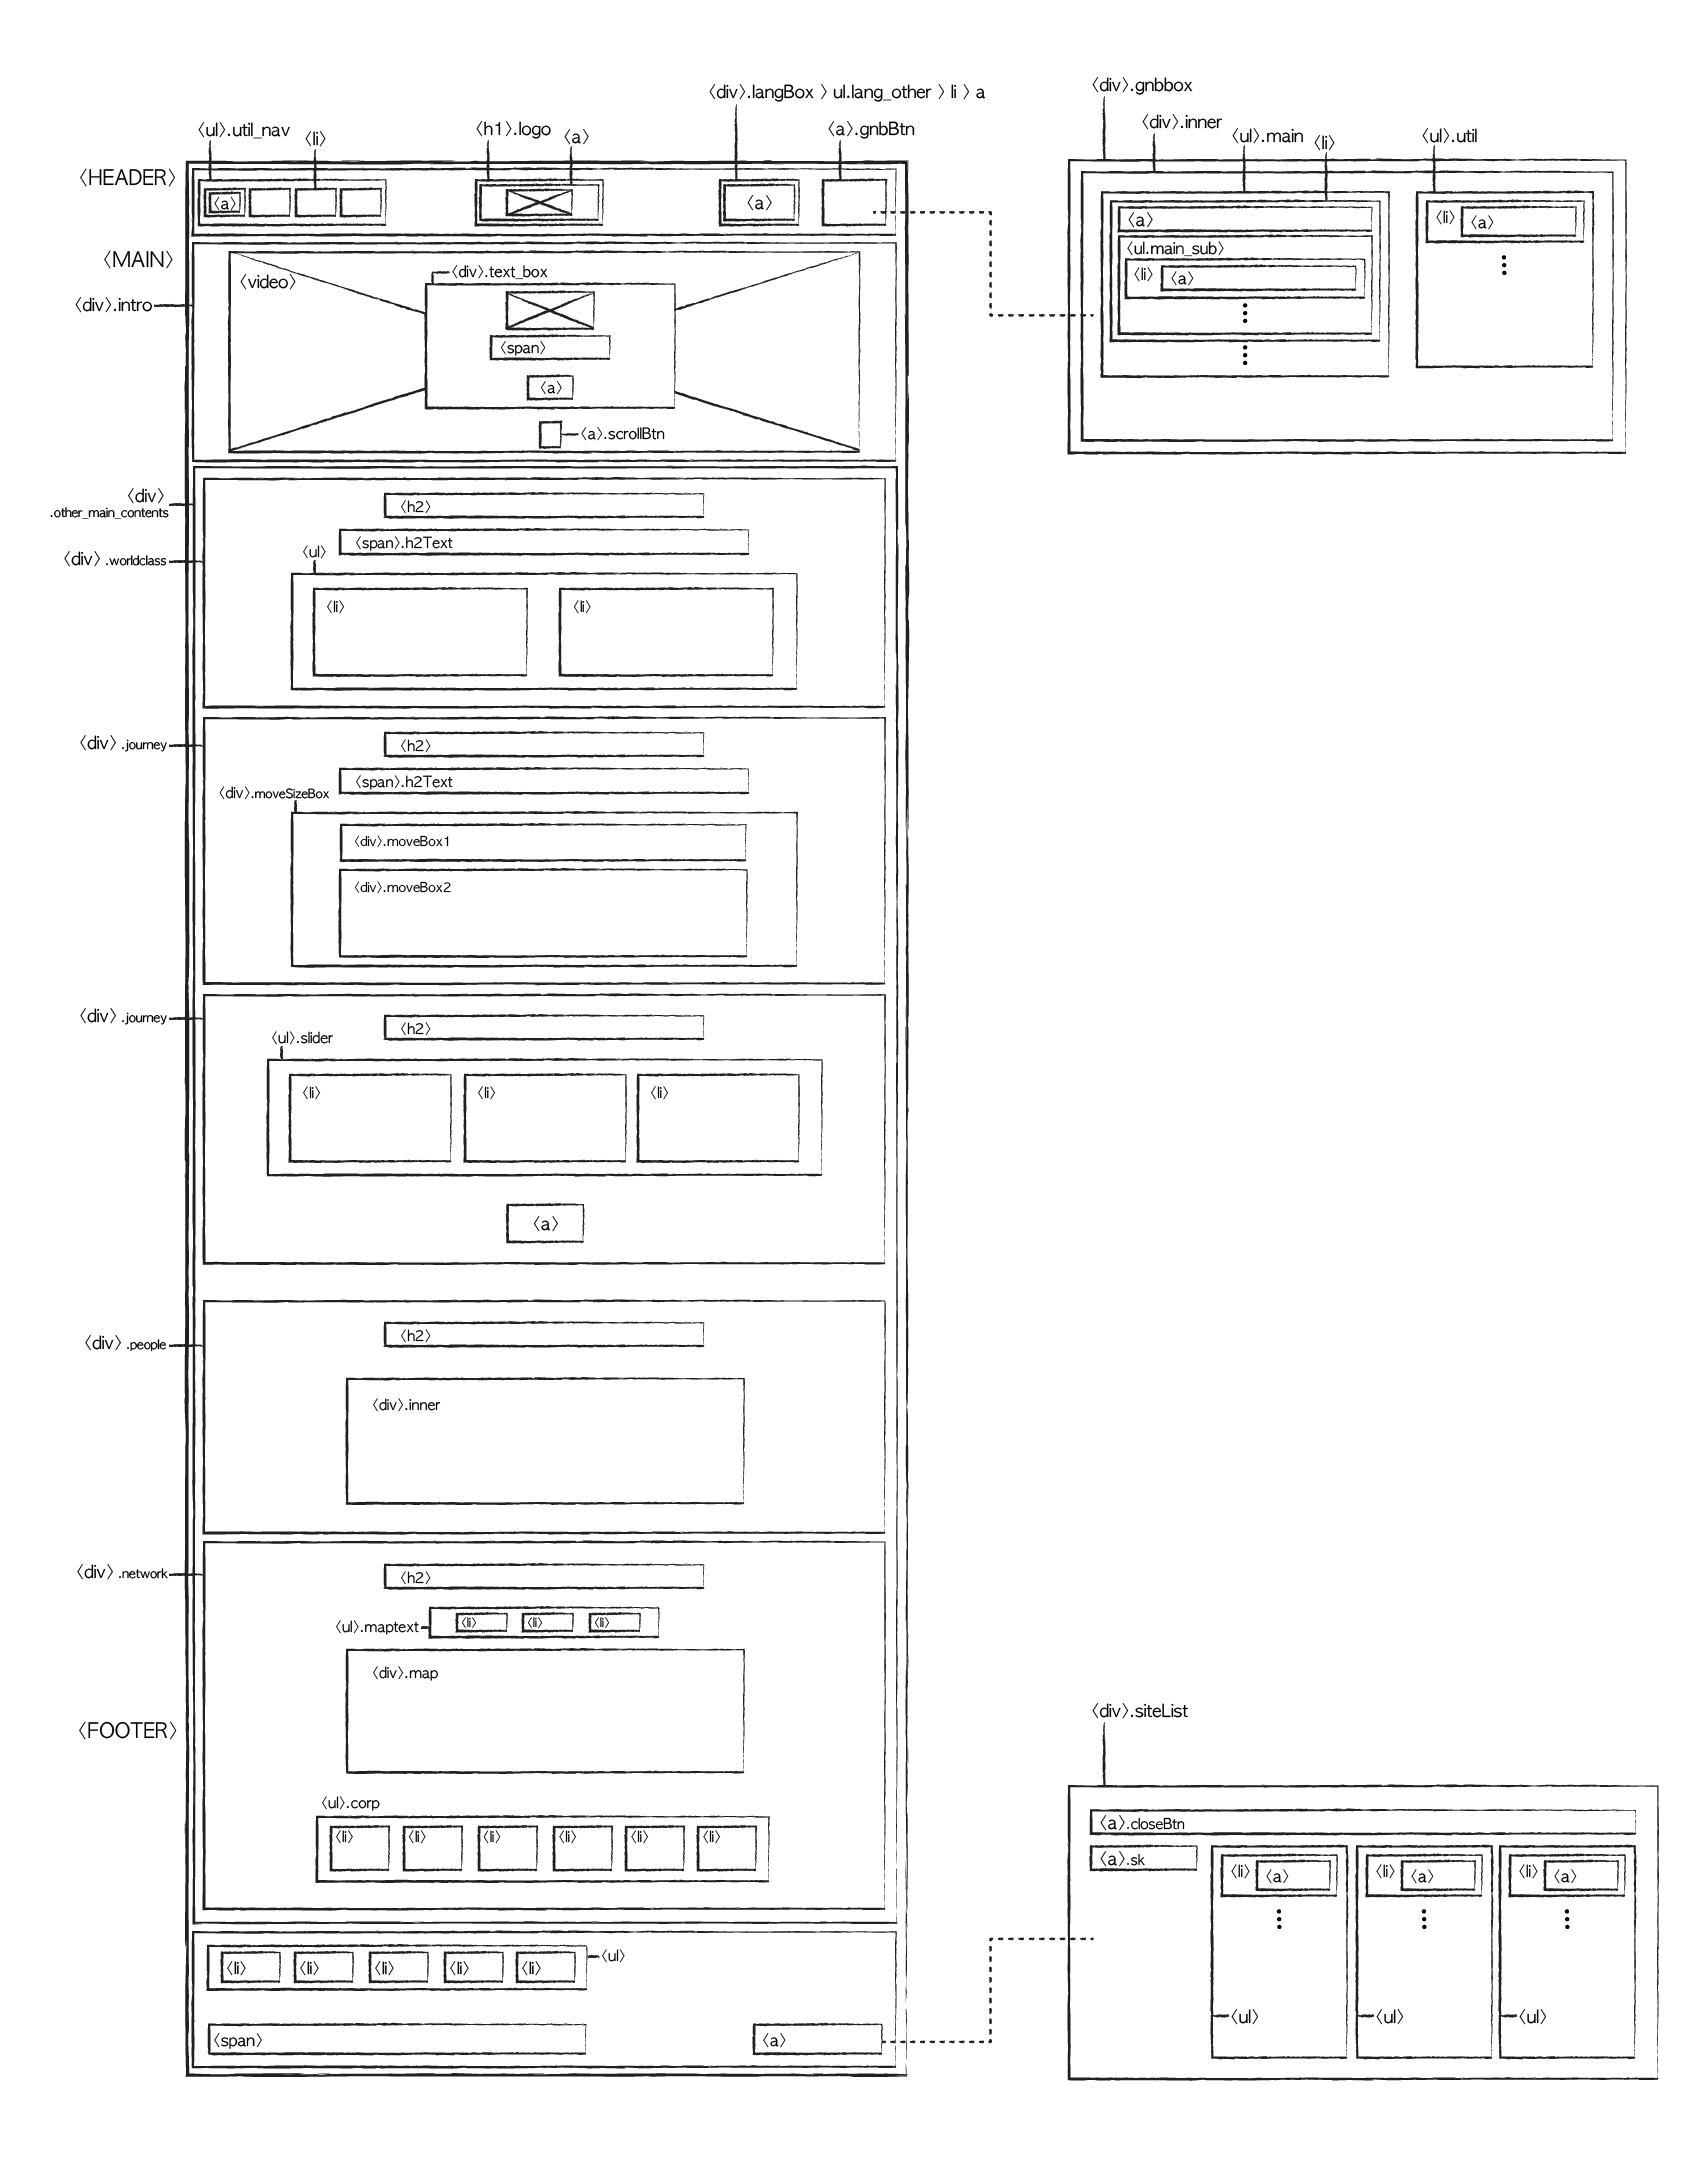 〈div〉.langBox 〉ul.lang_other 〉li 〉a
〈ul〉.util_nav
〈li〉
〈h1〉.logo
〈a〉
〈a〉.gnbBtn
〈HEADER〉
〈a〉
〈a〉
〈MAIN〉
〈div〉.intro
〈video〉
〈div〉.text_box
〈span〉
〈a〉
〈a〉.scrollBtn
〈div〉
.other_main_contents
〈div〉.worldclass
〈h2〉
〈span〉.h2Text
〈ul〉
〈li〉
〈li〉
〈div〉.journey
〈h2〉
〈span〉.h2Text
〈div〉.moveSizeBox
〈div〉.moveBox1
〈div〉.moveBox2
〈div〉.journey
〈h2〉
〈ul〉.slider
〈li〉
〈li〉
〈li〉
〈a〉
〈div〉.people
〈h2〉
〈div〉.inner
〈div〉.network
〈h2〉
〈ul〉.maptext
〈li〉
〈li〉
〈li〉
〈div〉.map
〈FOOTER〉
〈ul〉.corp
〈li〉
〈li〉
〈li〉
〈li〉
〈li〉
〈li〉
〈li〉
〈li〉
〈li〉
〈li〉
〈li〉
〈ul〉
〈span〉
〈a〉
〈div〉.gnbbox
〈div〉.inner
〈ul〉.main
〈li〉
〈ul〉.util
〈a〉
〈ul.main_sub〉
〈li〉
〈a〉
〈li〉
〈a〉
〈div〉.siteList
〈a〉.closeBtn
〈a〉.sk
〈li〉
〈a〉
〈li〉
〈a〉
〈li〉
〈a〉
〈ul〉
〈ul〉
〈ul〉